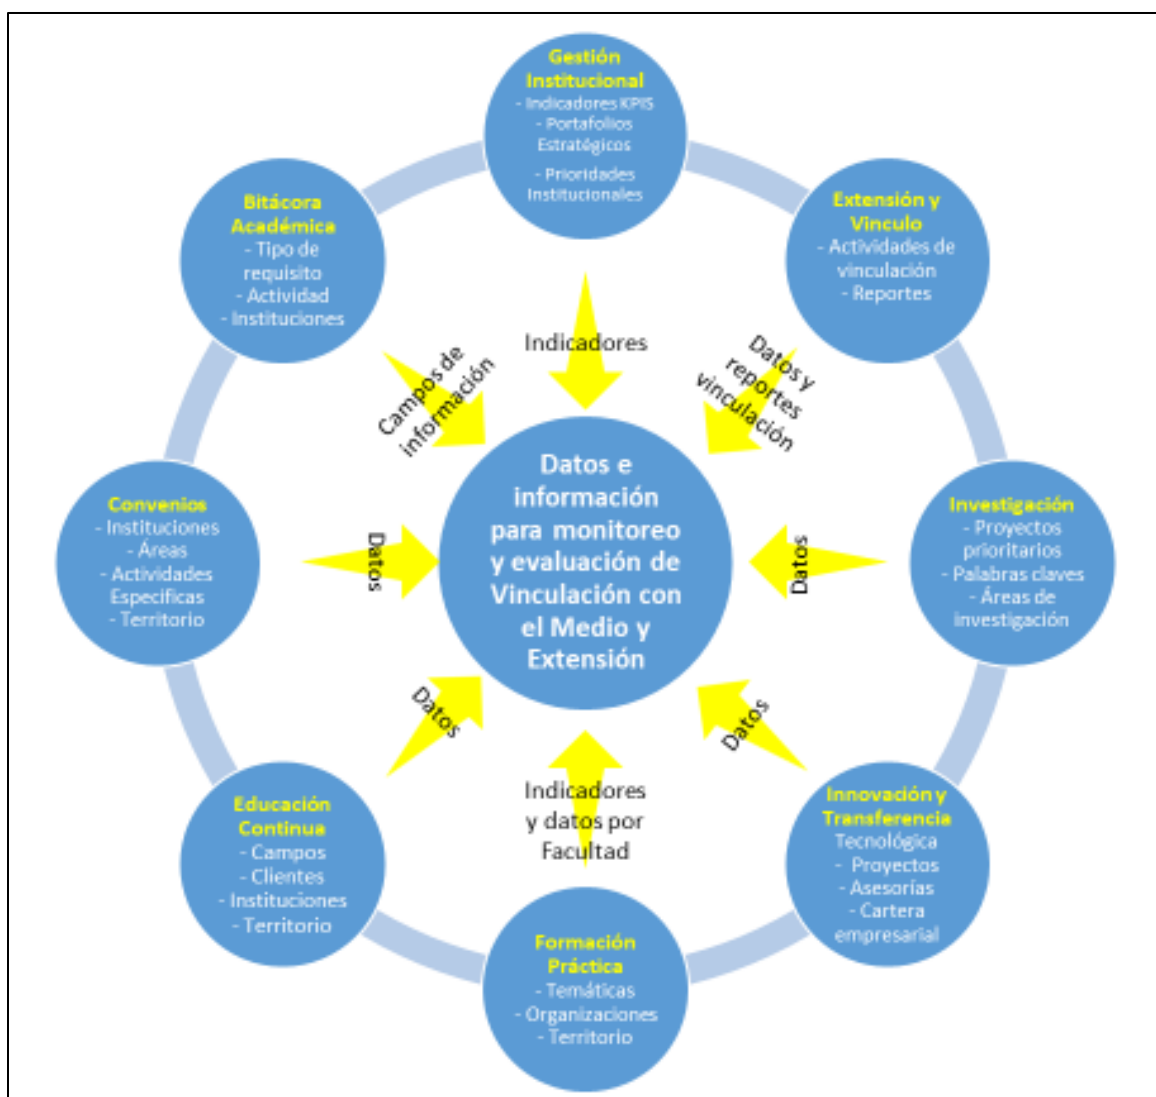 Gestión
Institucional
- Indicadores KPIS
- Portafolios
Estratégicos
- Prioridades
Institucionales
Extensión y
Vinculo
- Actividades de
vinculación
- Reportes
Investigación
- Proyectos
prioritarios
- Palabras claves
- Áreas de
investigación
Innovación y
Transferencia
Tecnológica
- Proyectos
- Asesorías
- Cartera
empresarial
Formación
Práctica
- Temáticas
- Organizaciones
- Territorio
Educación
Continua
- Campos
- Clientes
- Instituciones
- Territorio
Convenios
- Instituciones
- Áreas
- Actividades
Especificas
- Territorio
Bitácora
Académica
- Tipo de
requisito
- Actividad
- Instituciones
Indicadores
Datos y
reportes
vinculación
Datos
Datos
Indicadores
y datos por
Facultad
Datos
Datos
Campos de
información
Datos e
información
para monitoreo
y evaluación de
Vinculación con
el Medio y
Extensión